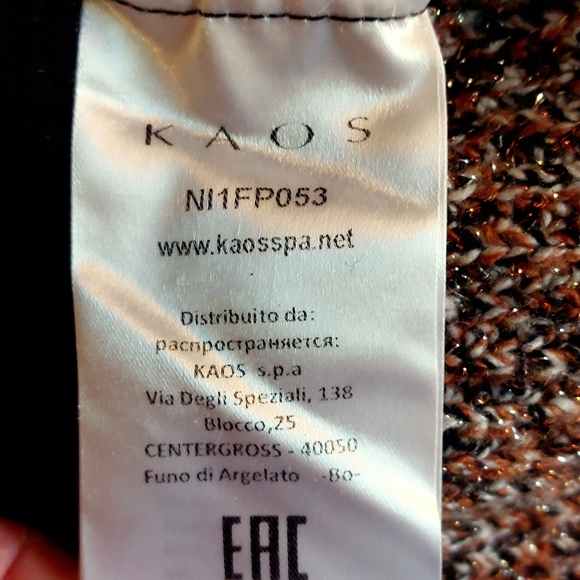 KAOS
NI1FP053
www.kaosspa.net
Distribuito da:
распространяется:
KAOS s.p.a
Via Degli Speziali, 138
Blocco,25
CENTERGROSS - 40050
Funo di Argelato -Bo-
EAC